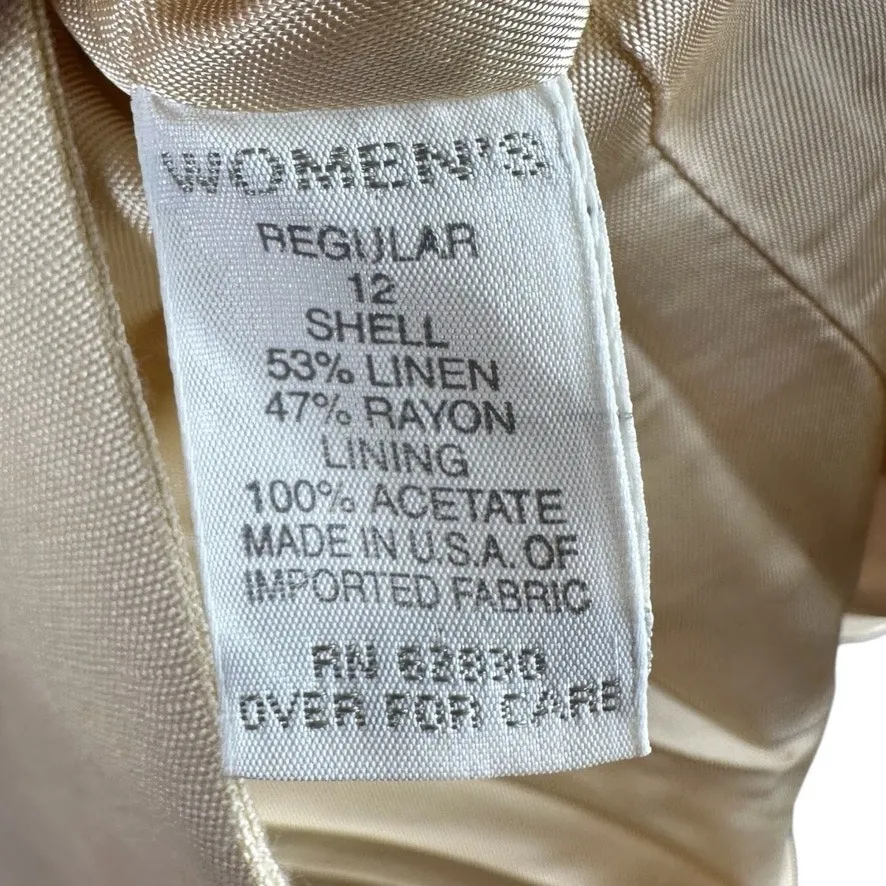 WOMEN'S
REGULAR
12
SHELL
53% LINEN
47% RAYON
LINING
100% ACETATE
MADE IN U.S.A. OF
IMPORTED FABRIC
RN
OVER FOR CARE